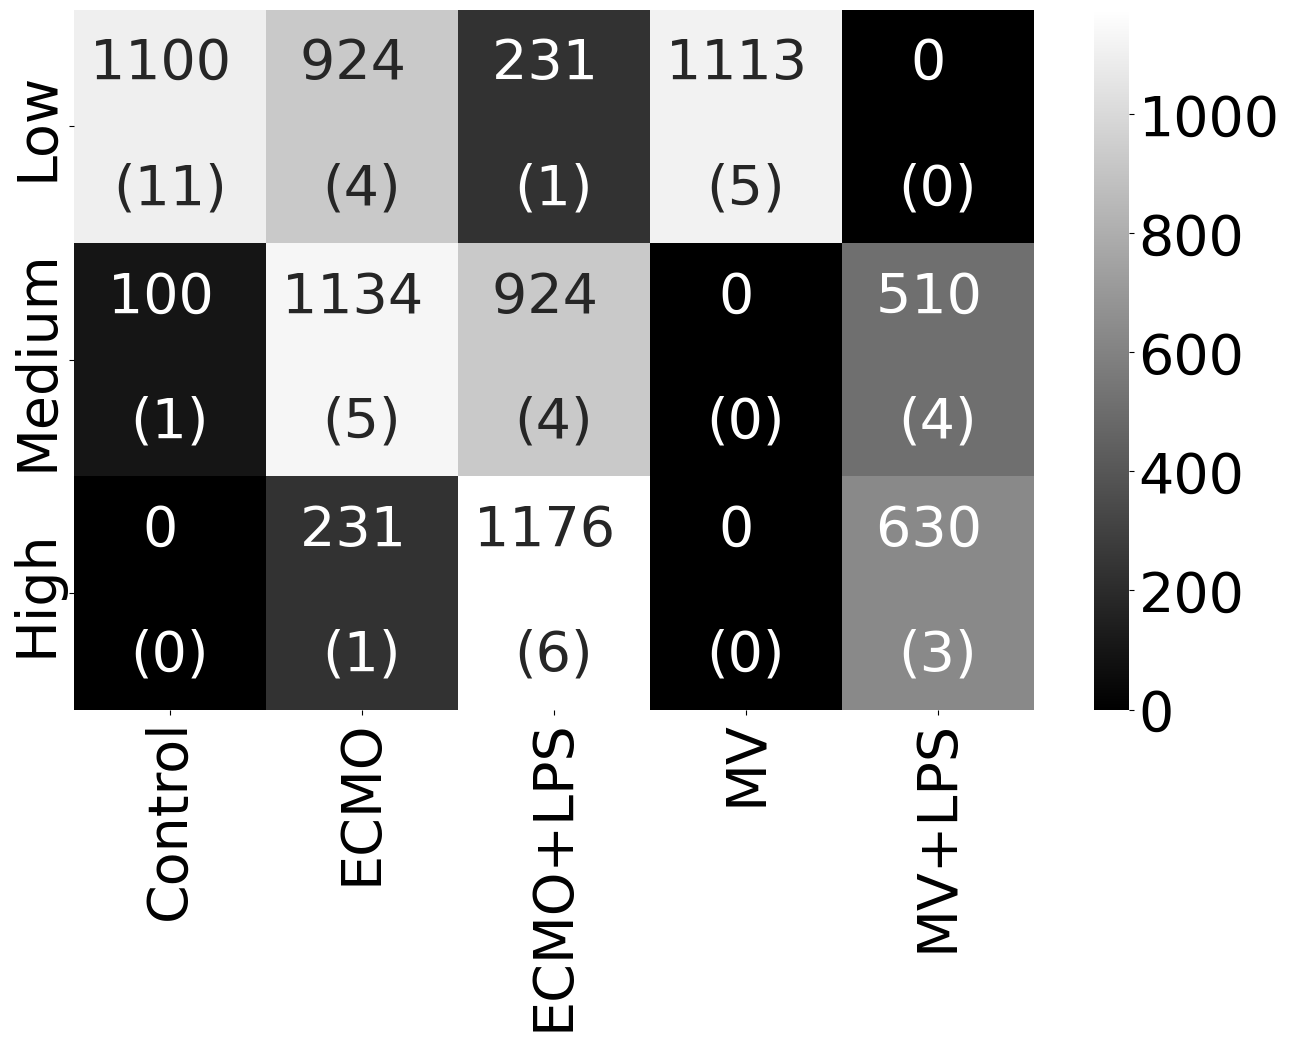 1100 924 231 1113 0
(11) (4) (1) (5) (0)
Low
100 1134 924 0 510
(1) (5) (4) (0) (4)
Medium
0 231 1176 0 630
(0) (1) (6) (0) (3)
High
Control
ECMO
ECMO+LPS
MV
MV+LPS
1000
800
600
400
200
0